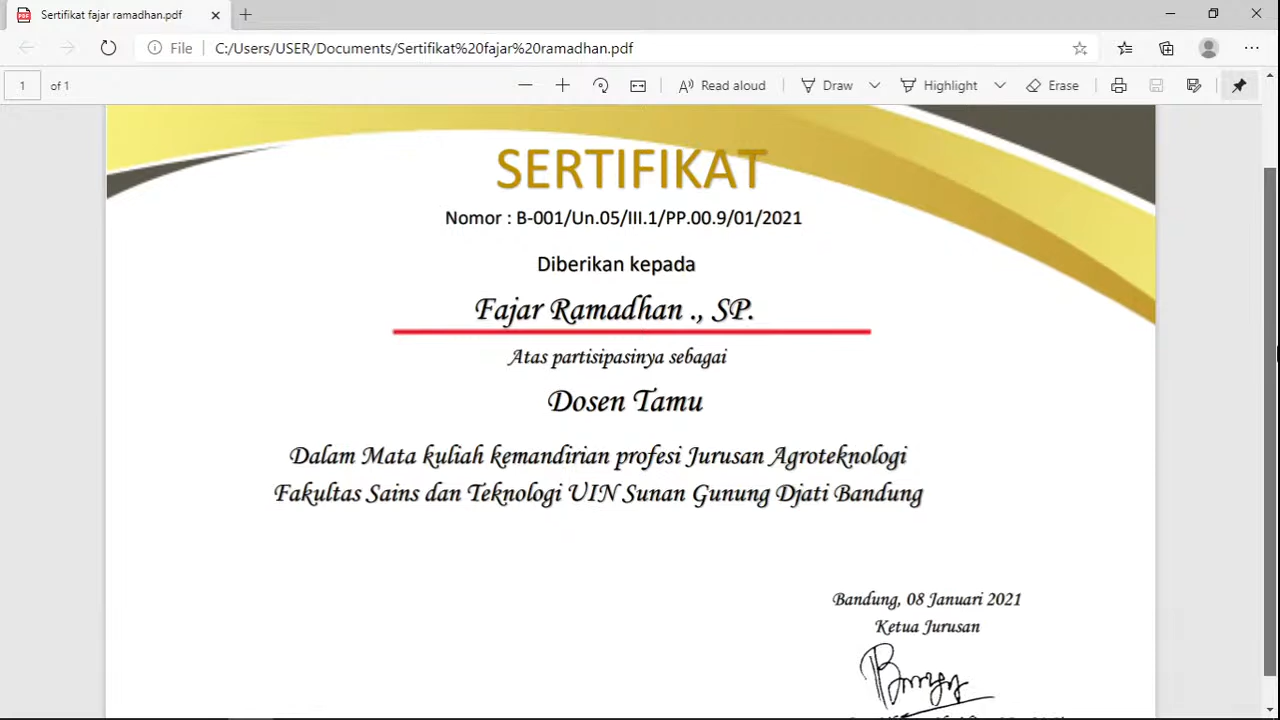 Sertifikat fajar ramadhan.pdf
File C:/Users/USER/Documents/Sertifikat%20fajar%20ramadhan.pdf
1 of 1 Read aloud Draw Highlight Erase
SERTIFIKAT
Nomor : B-001/Un.05/III.1/PP.00.9/01/2021
Diberikan kepada
Fajar Ramadhan ., SP.
Atas partisipasinya sebagai
Dosen Tamu
Dalam Mata kuliah kemandirian profesi Jurusan Agroteknologi
Fakultas Sains dan Teknologi UIN Sunan Gunung Djati Bandung
Bandung, 08 Januari 2021
Ketua Jurusan